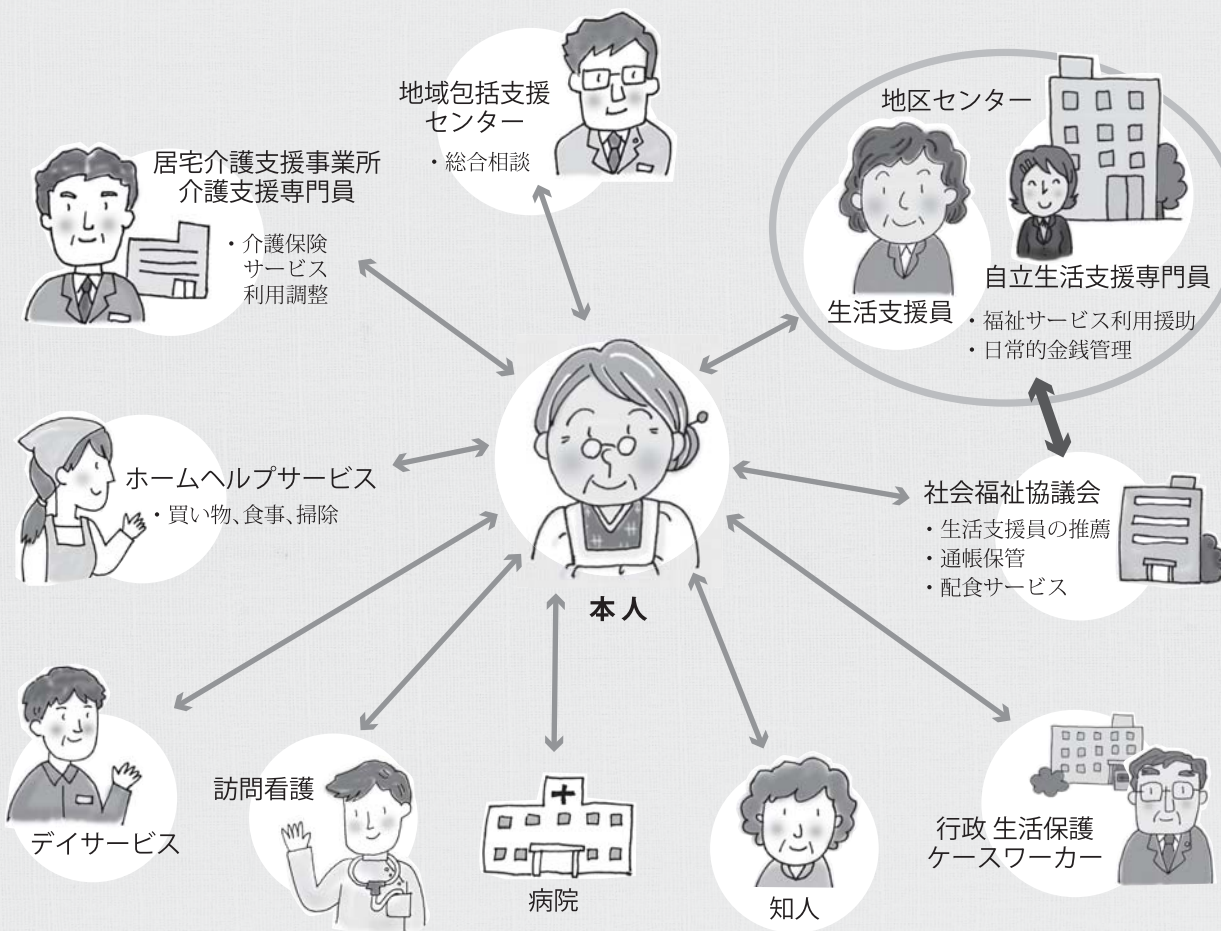 地域包括支援
センター
・総合相談
地区センター
生活支援員
自立生活支援専門員
・福祉サービス利用援助
・日常的金銭管理
居宅介護支援事業所
介護支援専門員
・介護保険
サービス
利用調整
ホームヘルプサービス
・買い物、食事、掃除
本人
社会福祉協議会
・生活支援員の推薦
・通帳保管
・配食サービス
デイサービス
訪問看護
病院
知人
行政 生活保護
ケースワーカー